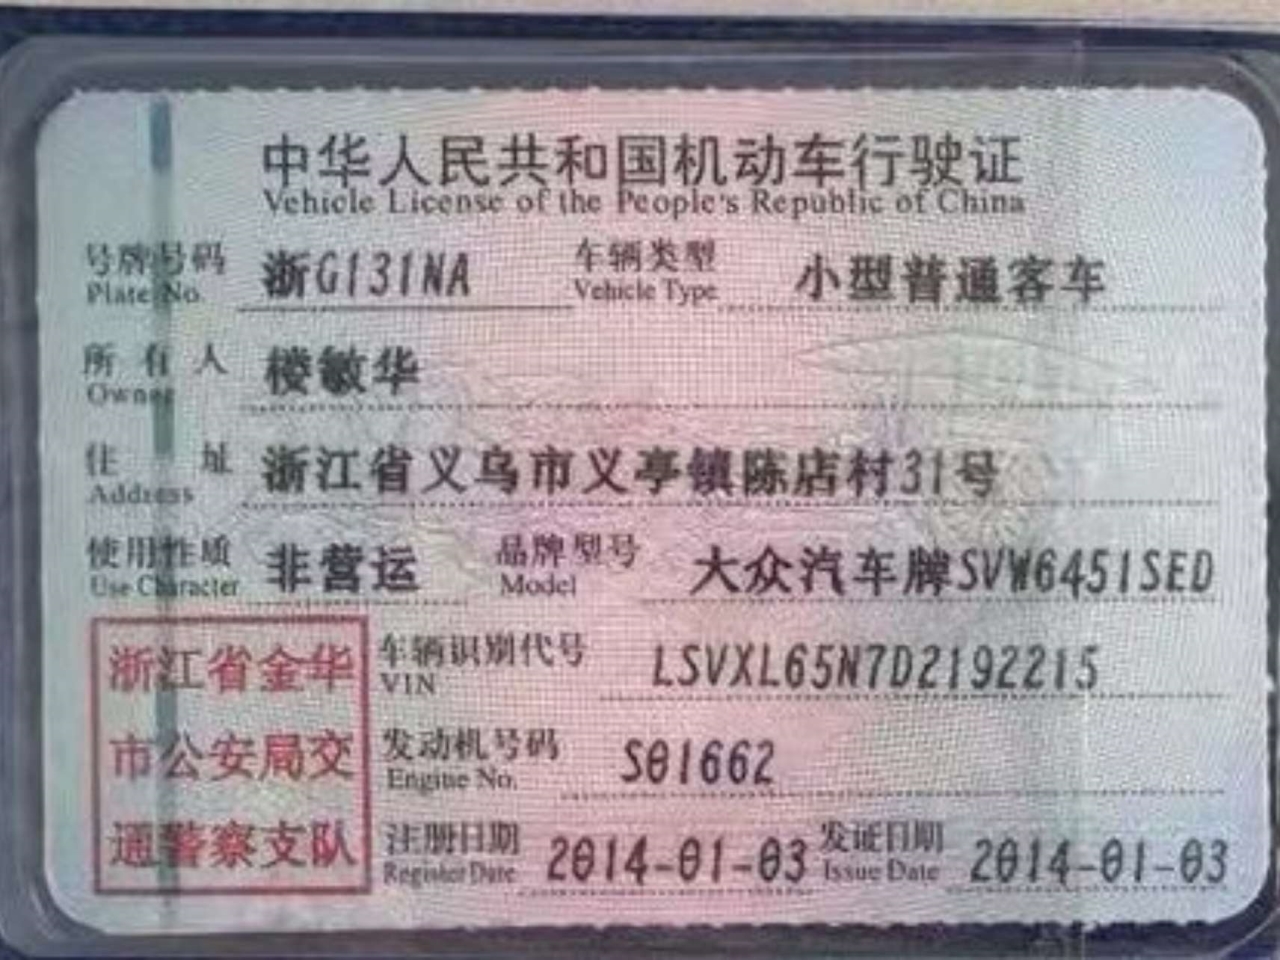 中华人民共和国机动车行驶证
Vehicle License of the People's Republic of China
号牌号码 浙G131NA 车辆类型 小型普通客车
Plate No. Vehicle Type
所有人 楼敏华
Owner
住址 浙江省义乌市义亭镇陈店村31号
Address
使用性质 非营运 品牌型号 大众汽车牌SVW6451SED
Use Character Model
浙江省金华
市公安局交
通警察支队
车辆识别代号 LSVXL65N7D2192215
VIN
发动机号码 S01662
Engine No.
注册日期 2014-01-03 发证日期 2014-01-03
Register Date Issue Date